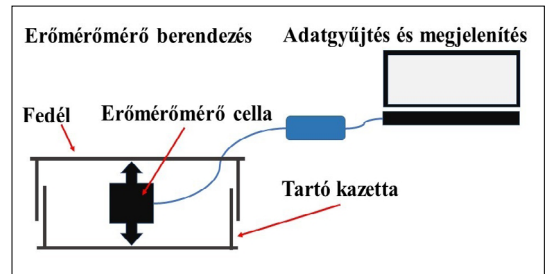 Erőmérőmérő berendezés
Adatgyűjtés és megjelenítés
Fedél
Erőmérőmérő cella
Tartó kazetta